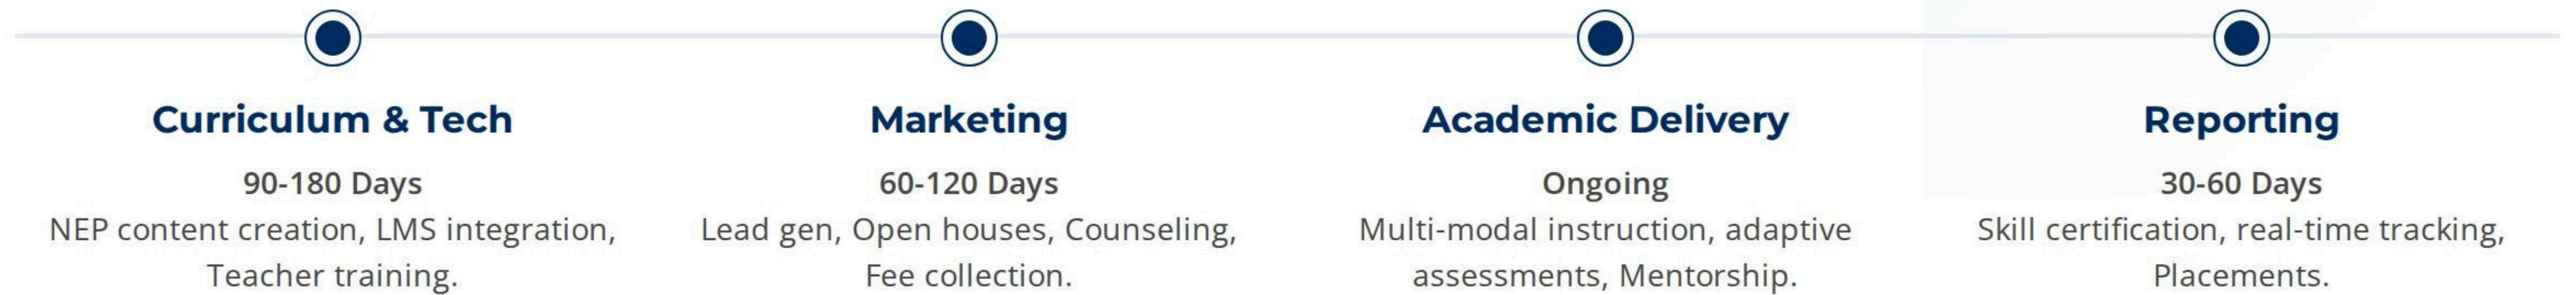 Curriculum & Tech
90-180 Days
NEP content creation, LMS integration,
Teacher training.
Marketing
60-120 Days
Lead gen, Open houses, Counseling,
Fee collection.
Academic Delivery
Ongoing
Multi-modal instruction, adaptive
assessments, Mentorship.
Reporting
30-60 Days
Skill certification, real-time tracking,
Placements.